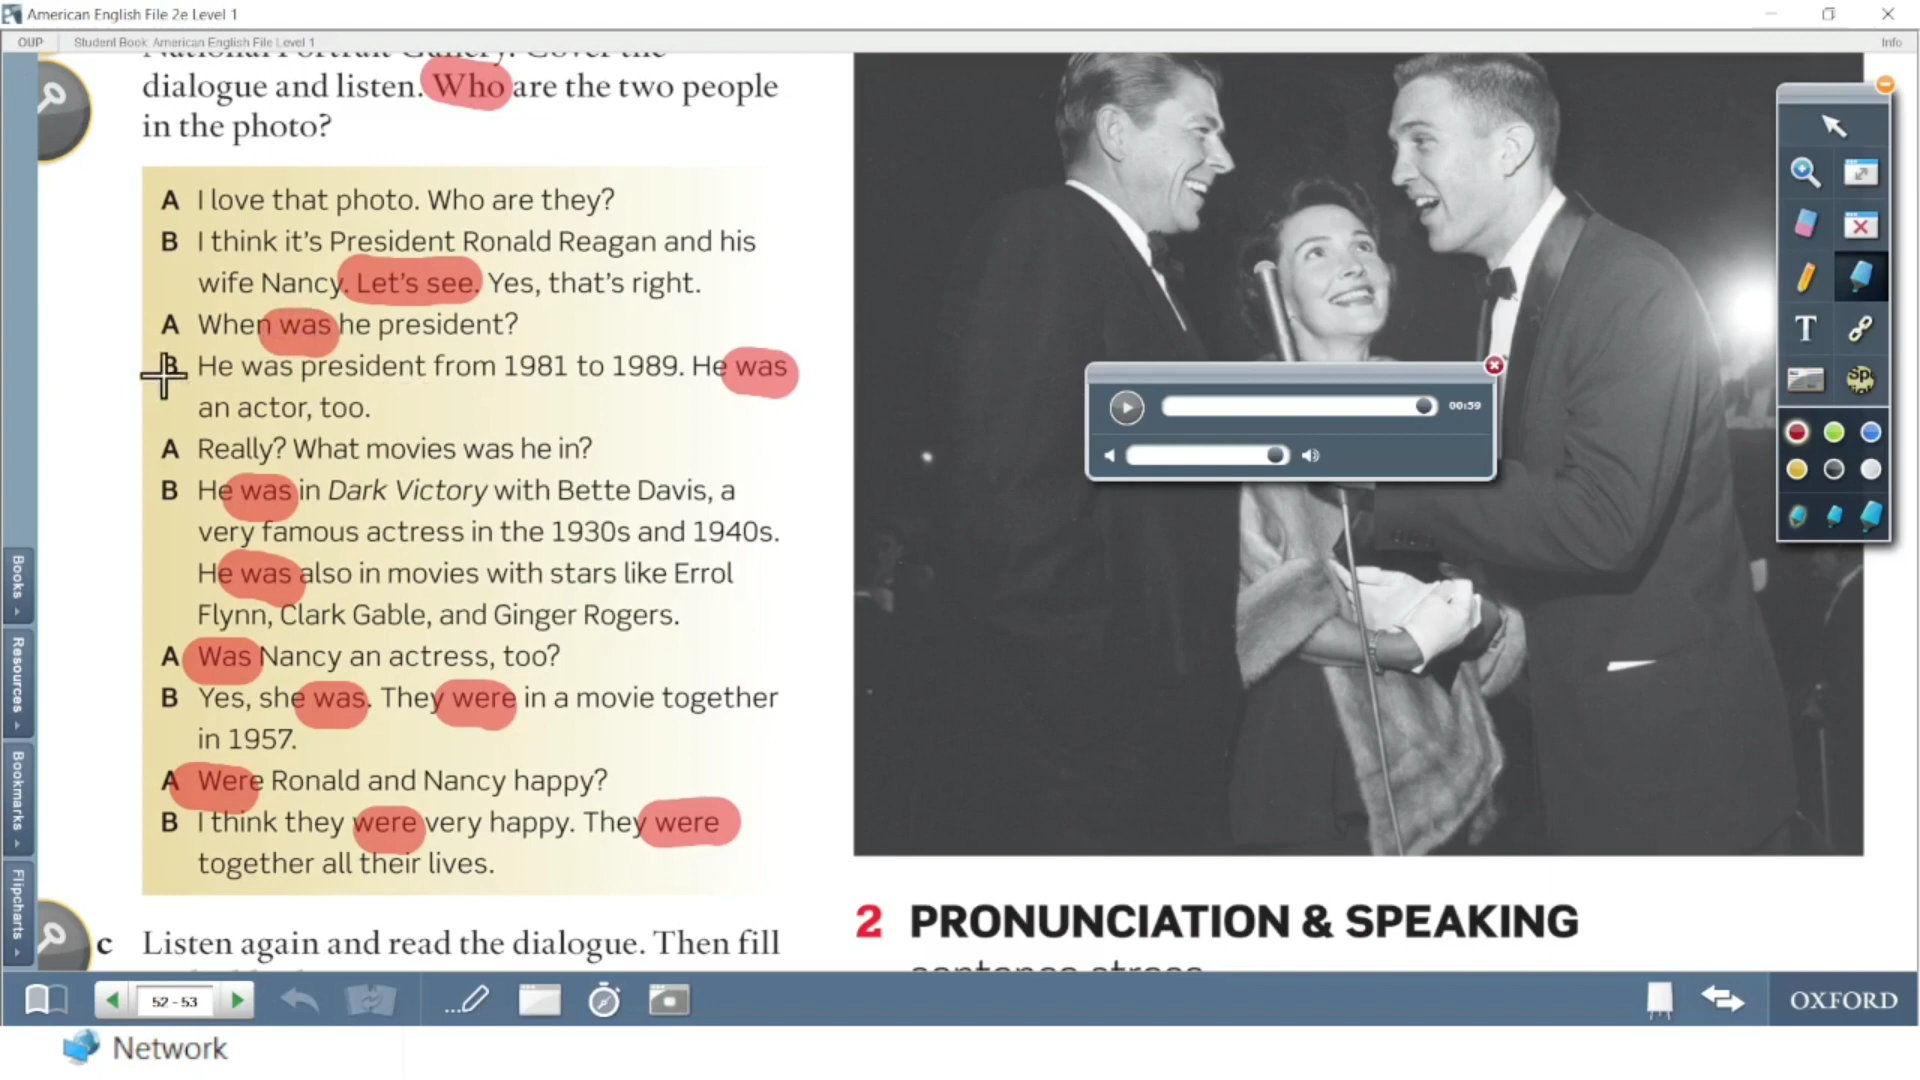 American English File 2e Level 1
OUP
Student Book: American English File Level 1
Info
National Portrait Gallery. Cover the
dialogue and listen. Who are the two people
in the photo?
A I love that photo. Who are they?
B I think it's President Ronald Reagan and his
wife Nancy. Let's see. Yes, that's right.
A When was he president?
B He was president from 1981 to 1989. He was
an actor, too.
A Really? What movies was he in?
B He was in Dark Victory with Bette Davis, a
very famous actress in the 1930s and 1940s.
He was also in movies with stars like Errol
Flynn, Clark Gable, and Ginger Rogers.
A Was Nancy an actress, too?
B Yes, she was. They were in a movie together
in 1957.
A Were Ronald and Nancy happy?
B I think they were very happy. They were
together all their lives.
c Listen again and read the dialogue. Then fill
00:59
T
2 PRONUNCIATION & SPEAKING
sentence stress
Books
Resources
Bookmarks
Flipcharts
52 - 53
OXFORD
Network